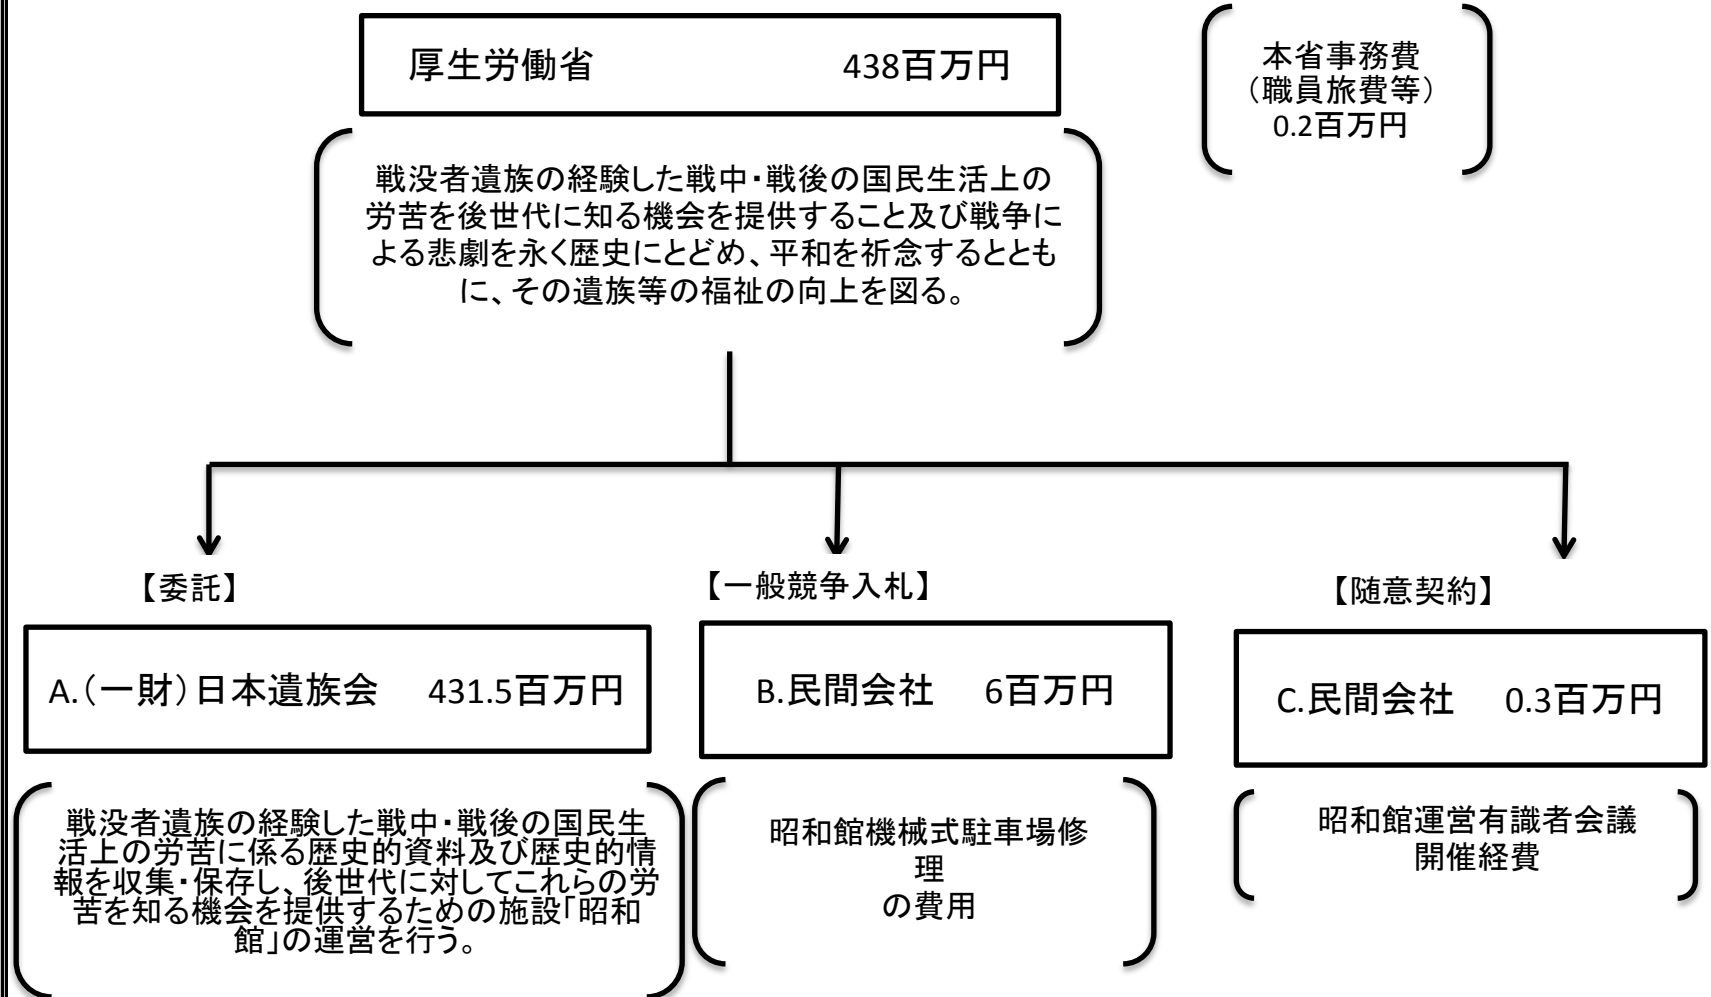 厚生労働省 438百万円
本省事務費
（職員旅費等）
0.2百万円
戦没者遺族の経験した戦中・戦後の国民生活上の
労苦を後世代に知る機会を提供すること及び戦争に
よる悲劇を永く歴史にとどめ、平和を祈念するととも
に、その遺族等の福祉の向上を図る。
【委託】
A.（一財）日本遺族会 431.5百万円
戦没者遺族の経験した戦中・戦後の国民生
活上の労苦に係る歴史的資料及び歴史的情
報を収集・保存し、後世代に対してこれらの労
苦を知る機会を提供するための施設「昭和
館」の運営を行う。
【一般競争入札】
B.民間会社 6百万円
昭和館機械式駐車場修
理
の費用
【随意契約】
C.民間会社 0.3百万円
昭和館運営有識者会議
開催経費